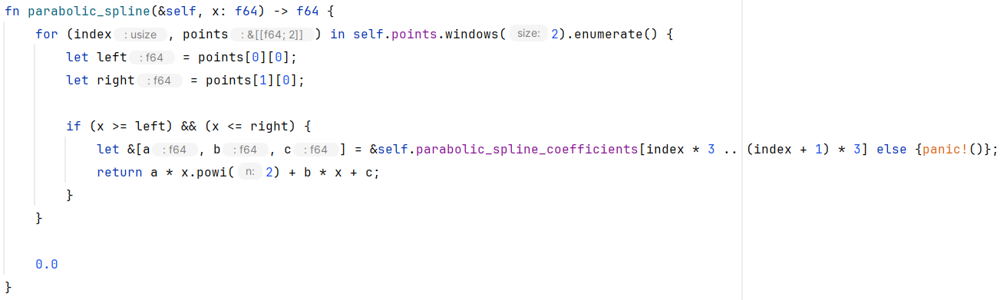 fn parabolic_spline(&self, x: f64) -> f64 {
    for (index : usize , points : &[[f64; 2]] ) in self.points.windows( size: 2).enumerate() {
        let left : f64 = points[0][0];
        let right : f64 = points[1][0];

        if (x >= left) && (x <= right) {
            let &[a : f64 , b : f64 , c : f64 ] = &self.parabolic_spline_coefficients[index * 3 .. (index + 1) * 3] else {panic!()};
            return a * x.powi( n: 2) + b * x + c;
        }
    }

    0.0
}